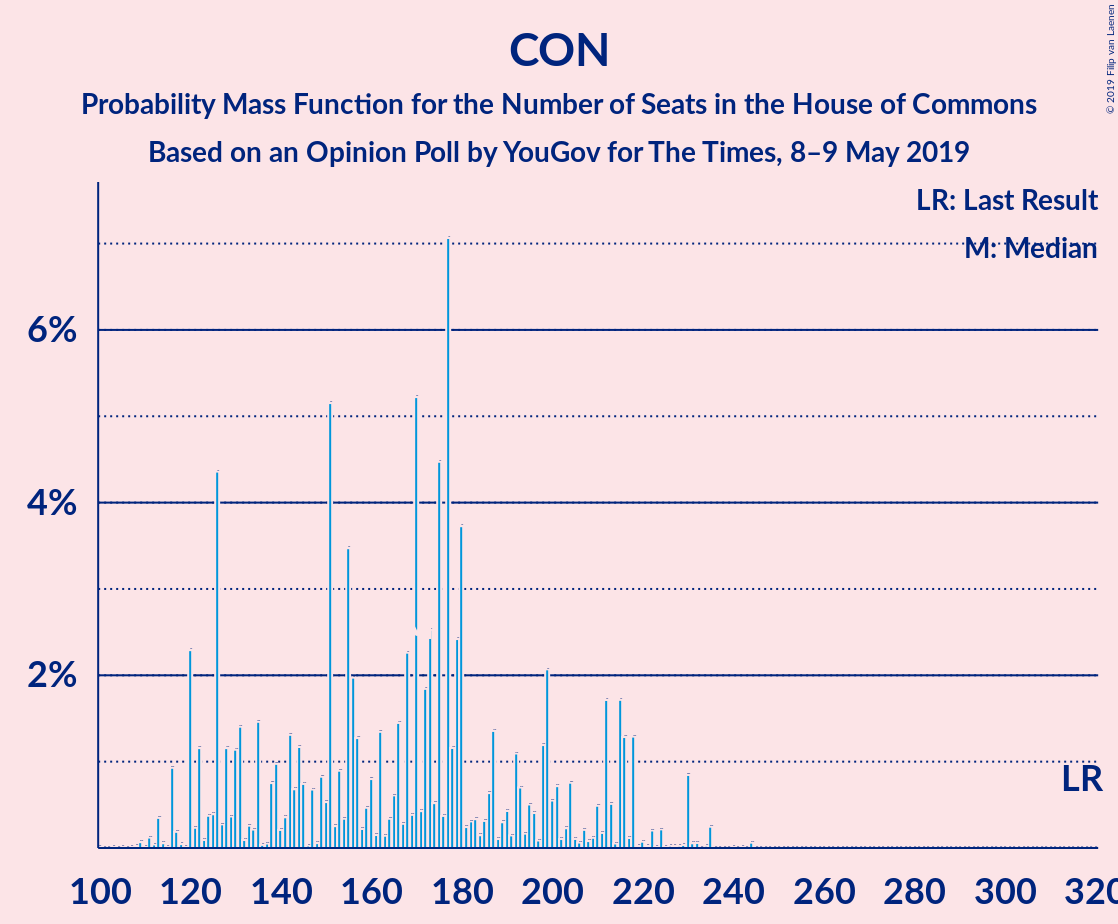 CON
Probability Mass Function for the Number of Seats in the House of Commons
Based on an Opinion Poll by YouGov for The Times, 8–9 May 2019
© 2019 Filip van Laenen
LR: Last Result
M: Median
6%
4%
2%
LR
100 120 140 160 180 200 220 240 260 280 300 320